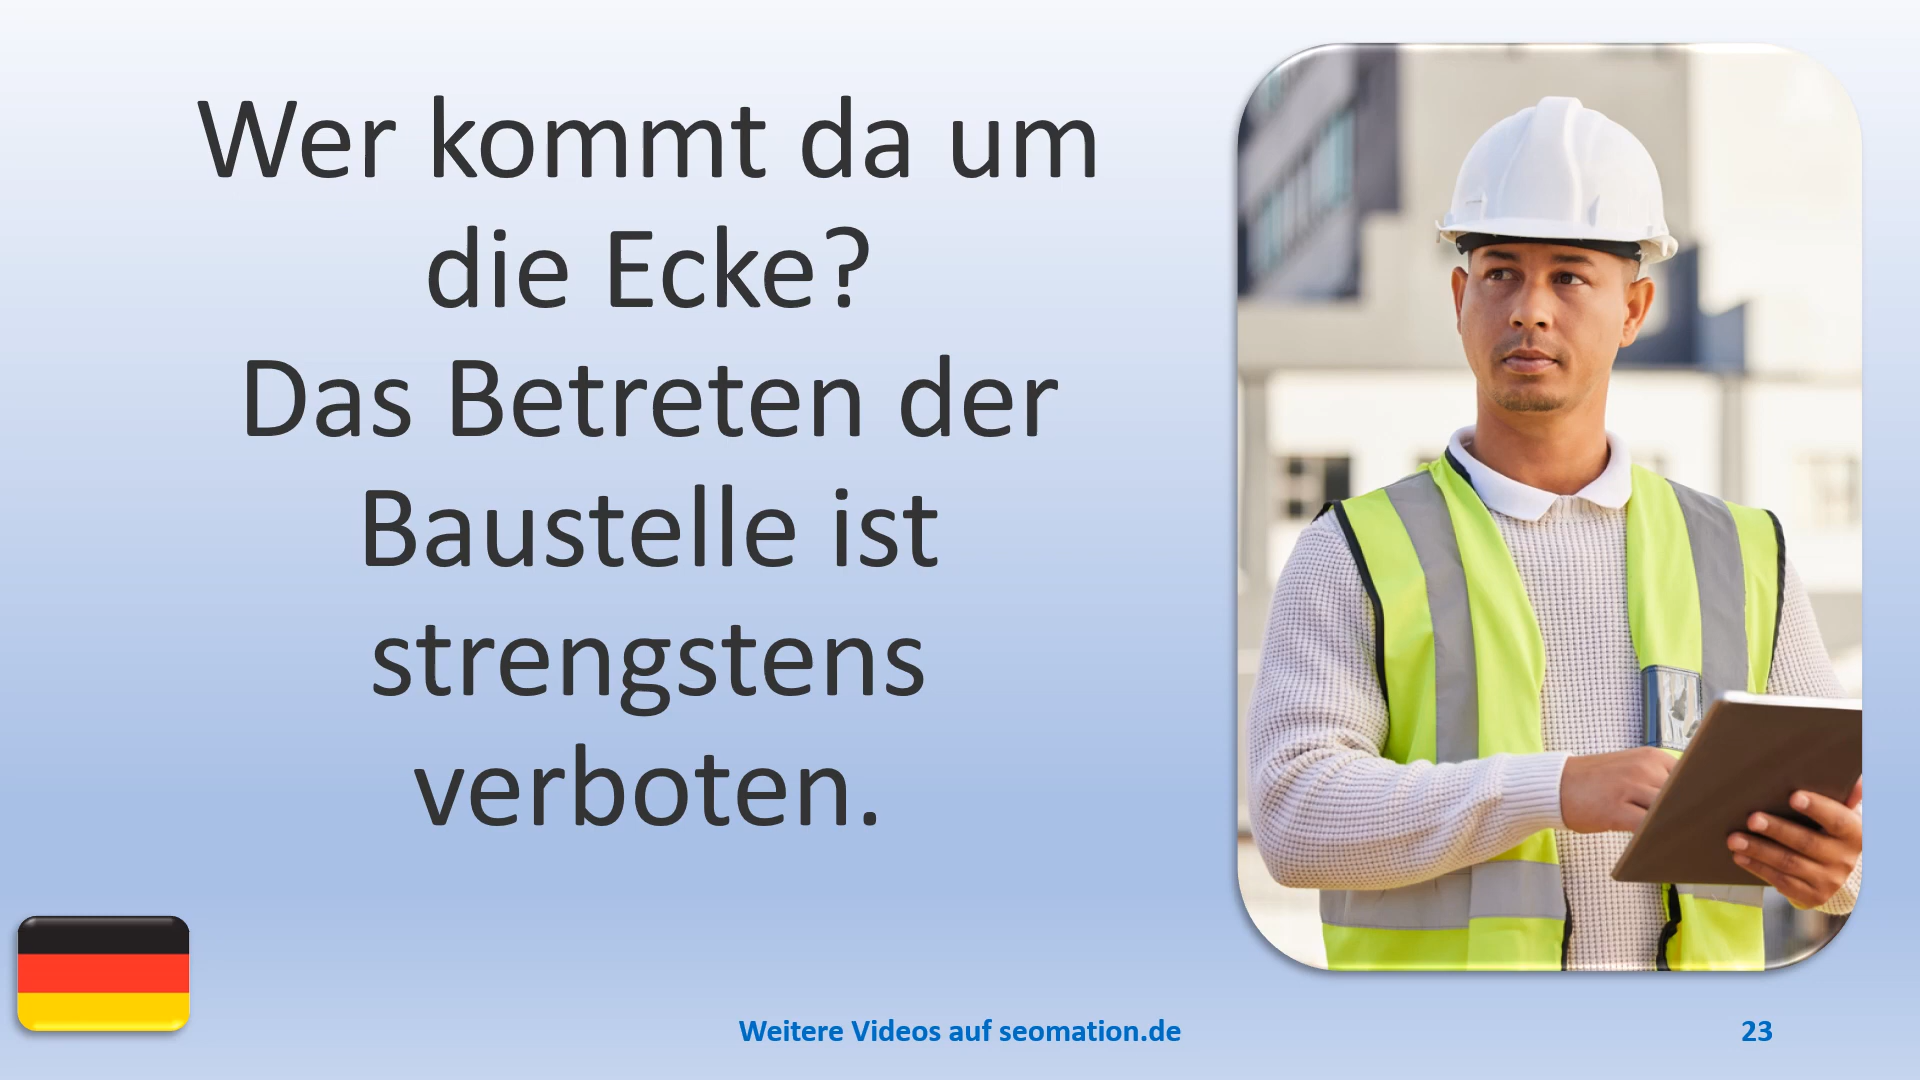 Wer kommt da um
die Ecke?
Das Betreten der
Baustelle ist
strengstens
verboten.
Weitere Videos auf seomation.de
23